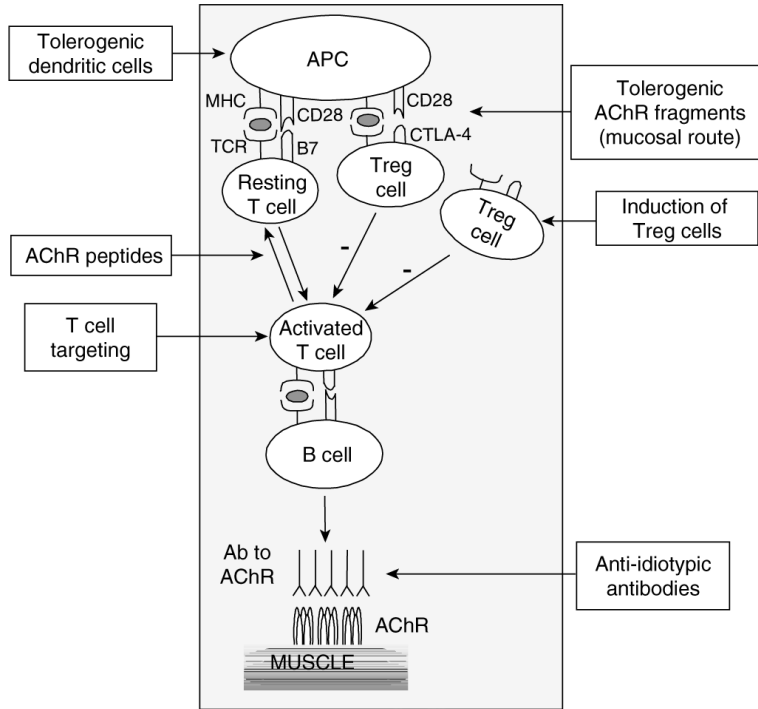 Tolerogenic
dendritic cells
APC
MHC
CD28
CD28
TCR
B7
CTLA-4
Tolerogenic
AChR fragments
(mucosal route)
Resting
T cell
Treg
cell
Treg
cell
Induction of
Treg cells
AChR peptides
-
-
T cell
targeting
Activated
T cell
B cell
Ab to
AChR
Anti-idiotypic
antibodies
AChR
MUSCLE